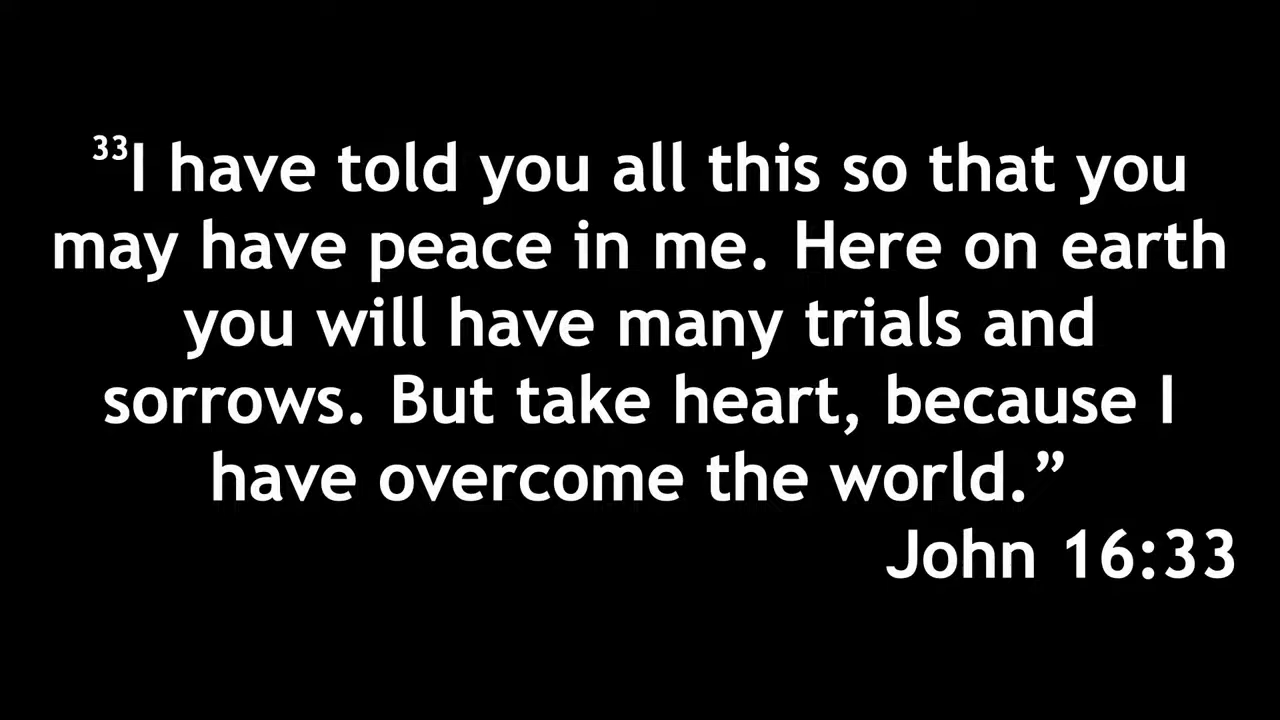 ³³I have told you all this so that you
may have peace in me. Here on earth
you will have many trials and
sorrows. But take heart, because I
have overcome the world.”
John 16:33